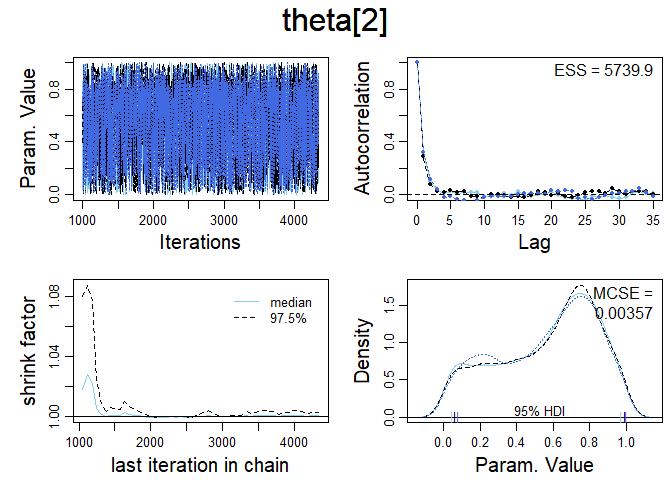 theta[2]
Param. Value
0.0 0.4 0.8
1000 2000 3000 4000
Iterations
Autocorrelation
0.0 0.4 0.8
ESS = 5739.9
0 5 10 15 20 25 30 35
Lag
shrink factor
1.00 1.04 1.08
median
97.5%
1000 2000 3000 4000
last iteration in chain
Density
0.0 0.5 1.0 1.5
MCSE =
0.00357
95% HDI
0.0 0.2 0.4 0.6 0.8 1.0
Param. Value